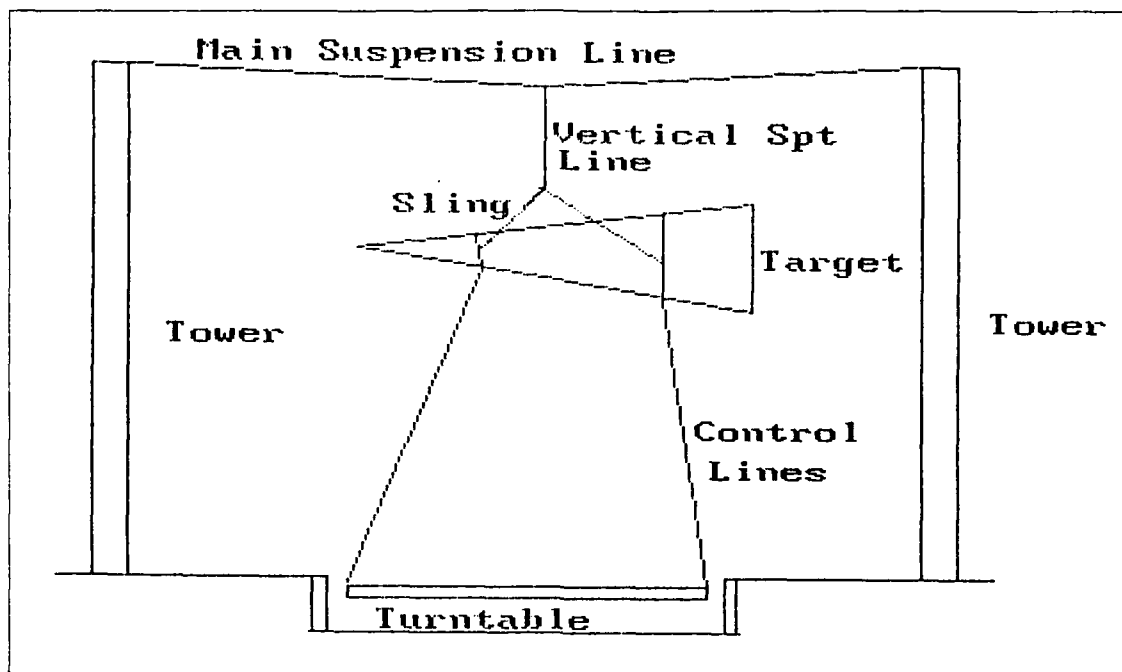 Main Suspension Line
Vertical Spt
Line
Sling
Target
Tower
Tower
Control
Lines
Turntable